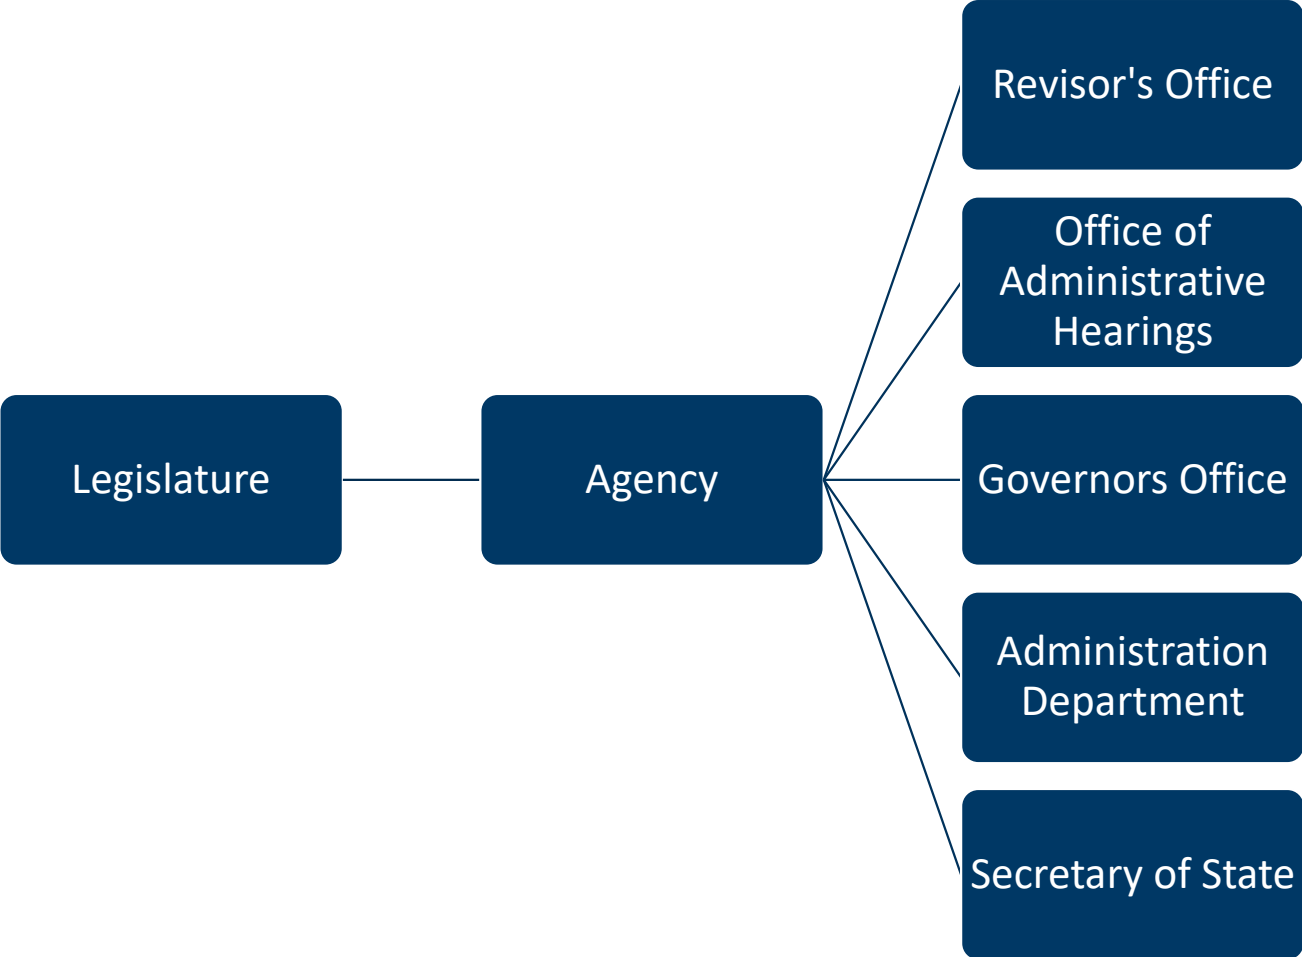 Legislature
Agency
Revisor's Office
Office of
Administrative
Hearings
Governors Office
Administration
Department
Secretary of State